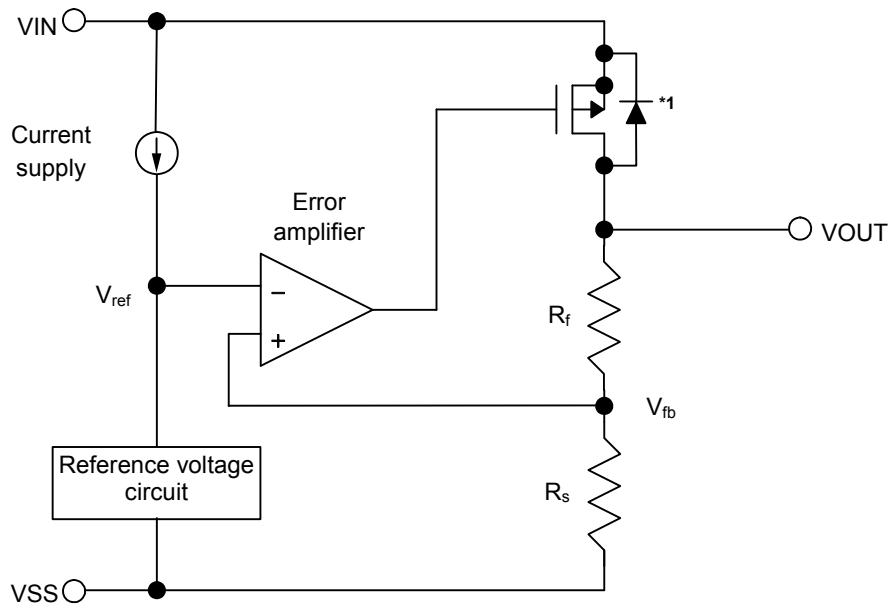 VIN
*1
Current
supply
Error
amplifier
VOUT
Vref
−
+
Rf
Vfb
Reference voltage
circuit
Rs
VSS